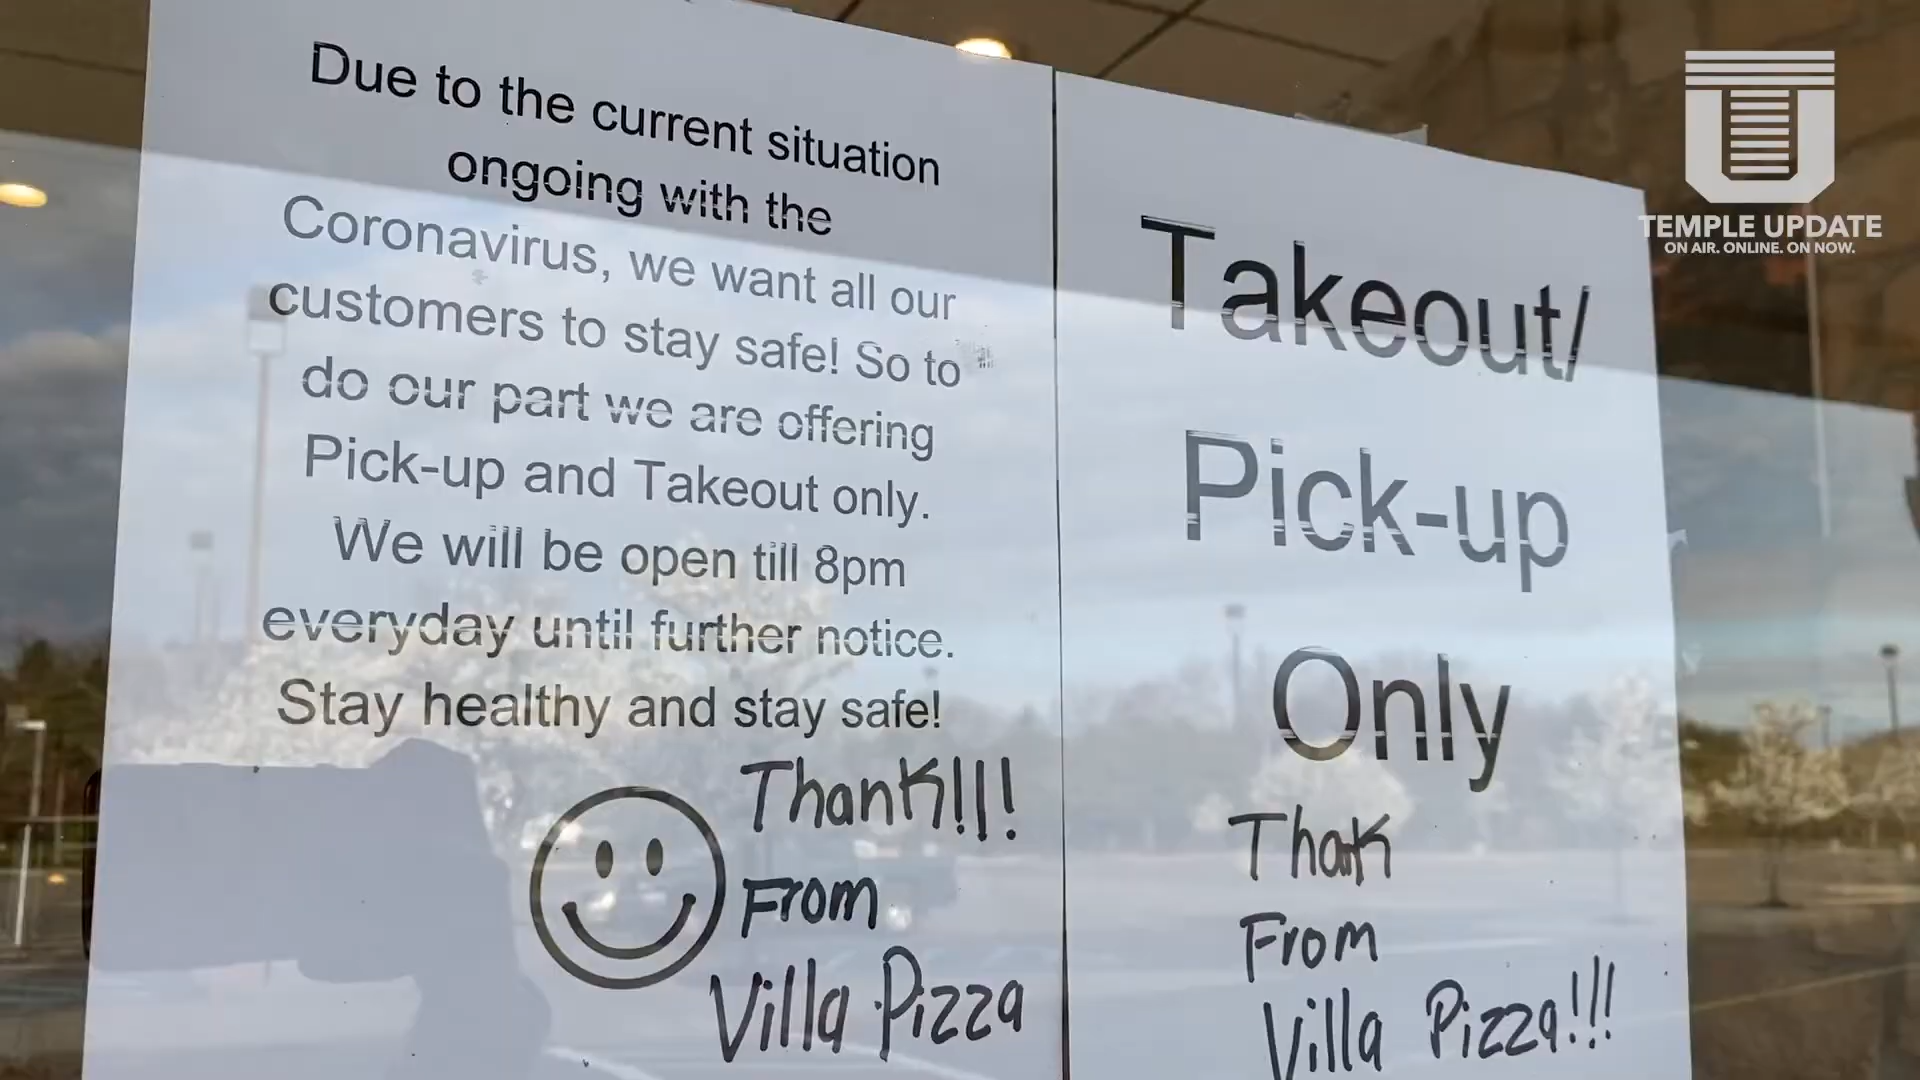 Due to the current situation
ongoing with the
Coronavirus, we want all our
customers to stay safe! So to
do our part we are offering
Pick-up and Takeout only.
We will be open till 8pm
everyday until further notice.
Stay healthy and stay safe!
Thank!!!
From
Villa Pizza
Takeout/
Pick-up
Only
Thank
From
Villa Pizza!!!
TEMPLE UPDATE
ON AIR. ONLINE. ON NOW.